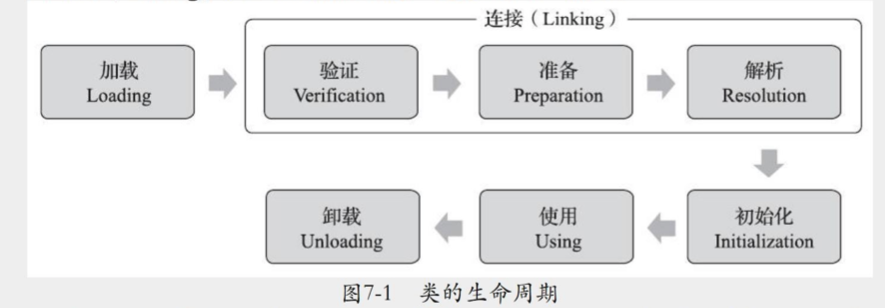 连接（Linking）
加载
Loading
验证
Verification
准备
Preparation
解析
Resolution
卸载
Unloading
使用
Using
初始化
Initialization
图7-1 类的生命周期